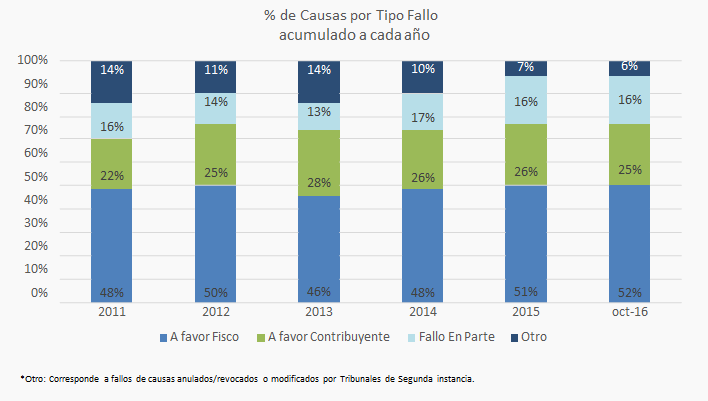 % de Causas por Tipo Fallo
acumulado a cada año
100%
90%
80%
70%
60%
50%
40%
30%
20%
10%
0%
14% 11% 14% 10% 7% 6%
16% 14% 13% 17% 16% 16%
22% 25% 28% 26% 26% 25%
48% 50% 46% 48% 51% 52%
2011 2012 2013 2014 2015 oct-16
A favor Fisco A favor Contribuyente Fallo En Parte Otro
*Otro: Corresponde a fallos de causas anulados/revocados o modificados por Tribunales de Segunda instancia.